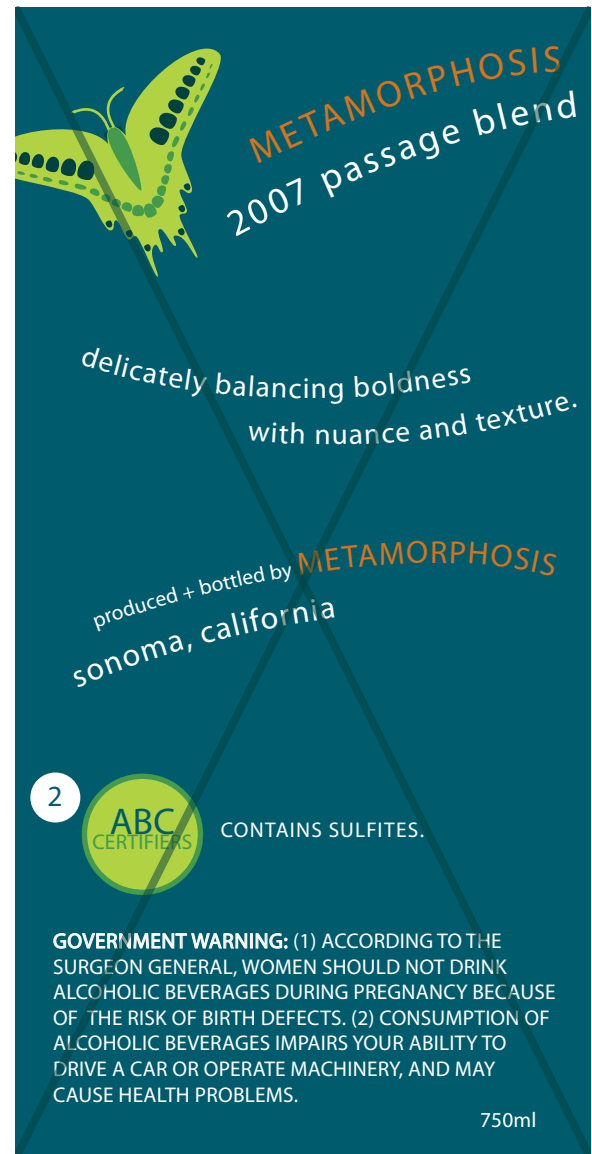 METAMORPHOSIS
2007 passage blend
delicately balancing boldness
with nuance and texture.
produced + bottled by METAMORPHOSIS
sonoma, california
2
ABC
CERTIFIERS
CONTAINS SULFITES.
GOVERNMENT WARNING: (1) ACCORDING TO THE
SURGEON GENERAL, WOMEN SHOULD NOT DRINK
ALCOHOLIC BEVERAGES DURING PREGNANCY BECAUSE
OF THE RISK OF BIRTH DEFECTS. (2) CONSUMPTION OF
ALCOHOLIC BEVERAGES IMPAIRS YOUR ABILITY TO
DRIVE A CAR OR OPERATE MACHINERY, AND MAY
CAUSE HEALTH PROBLEMS.
750ml